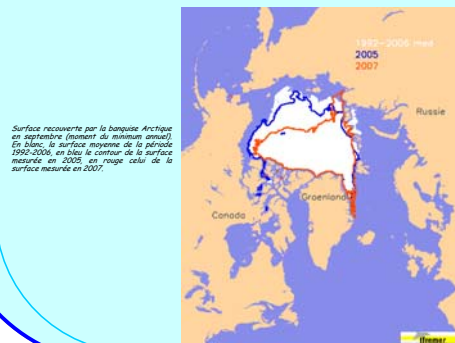 Surface recouverte par la banquise Arctique
en septembre (moment du minimum annuel).
En blanc, la surface moyenne de la période
1992-2006, en bleu le contour de la surface
mesurée en 2005, en rouge celui de la
surface mesurée en 2007.
1992-2006 med
2005
2007
Russie
Groenland
Canada
Ifremer